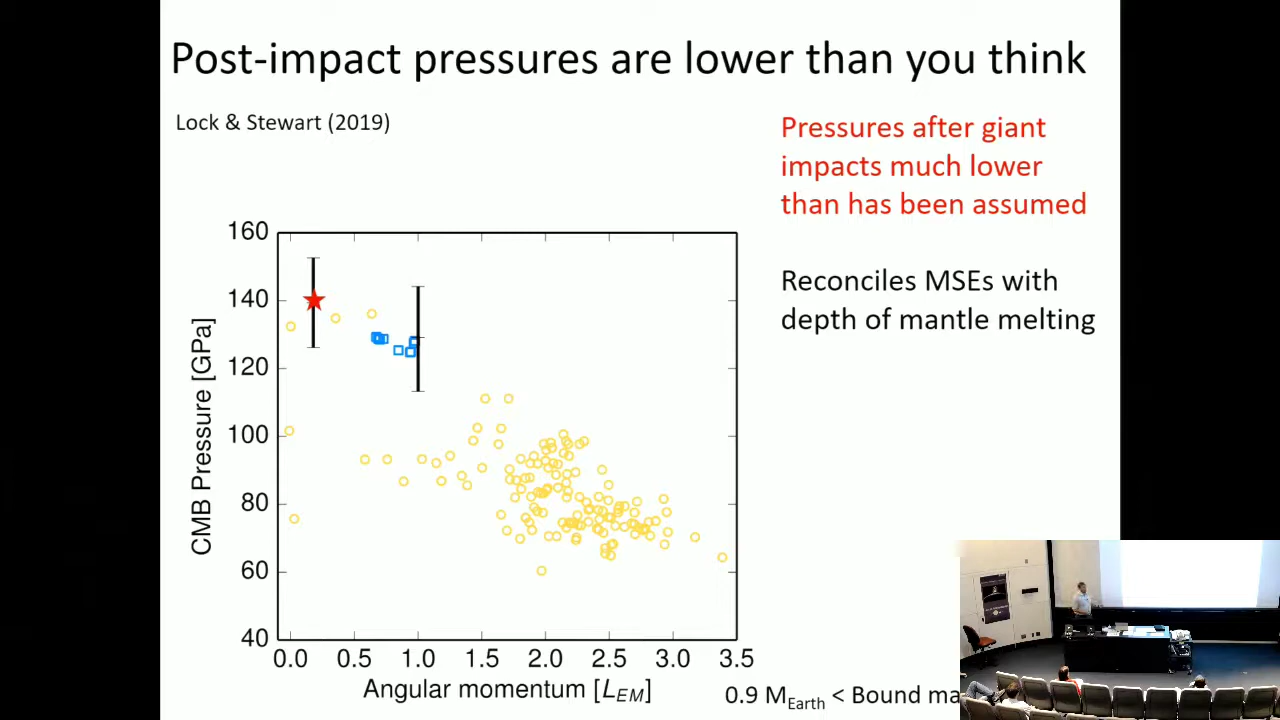 Post-impact pressures are lower than you think
Lock & Stewart (2019)
Pressures after giant
impacts much lower
than has been assumed
Reconciles MSEs with
depth of mantle melting
160
140
120
100
80
60
40
CMB Pressure [GPa]
0.0 0.5 1.0 1.5 2.0 2.5 3.0 3.5
Angular momentum [L_EM]
0.9 M_Earth < Bound ma